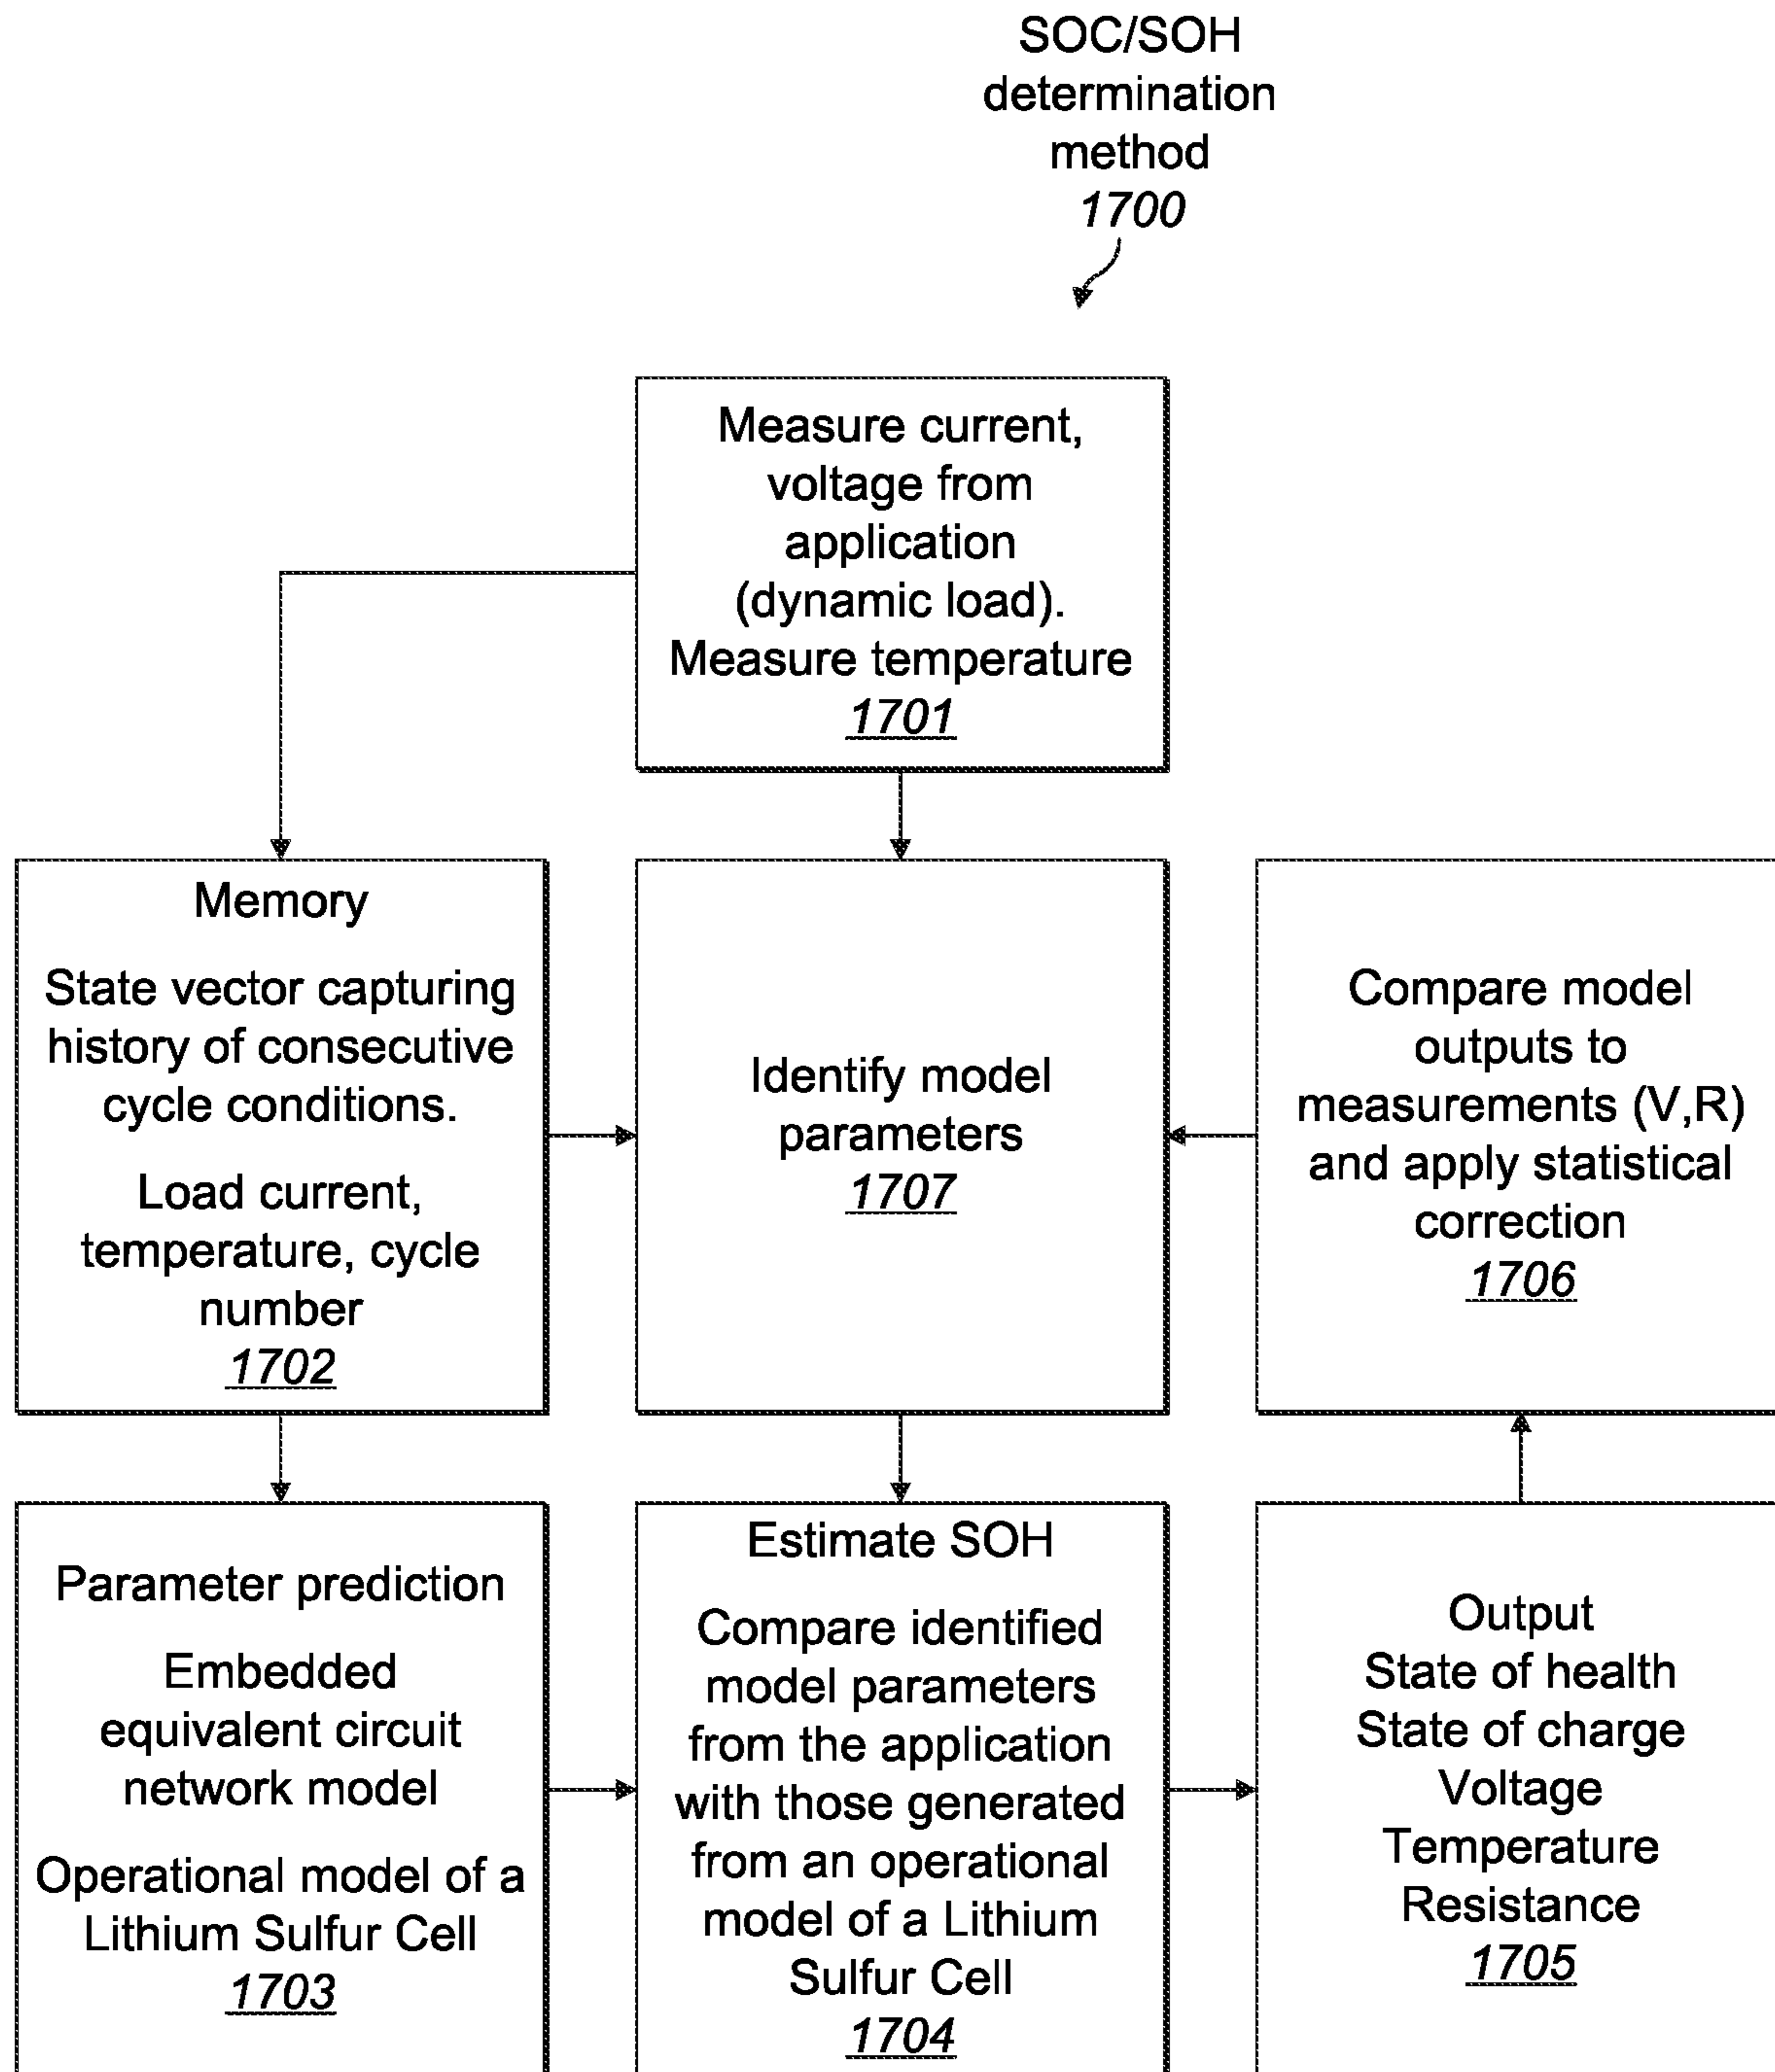 SOC/SOH
determination
method
1700
Measure current,
voltage from
application
(dynamic load).
Measure temperature
1701
Memory
State vector capturing
history of consecutive
cycle conditions.
Load current,
temperature, cycle
number
1702
Identify model
parameters
1707
Compare model
outputs to
measurements (V,R)
and apply statistical
correction
1706
Parameter prediction
Embedded
equivalent circuit
network model
Operational model of a
Lithium Sulfur Cell
1703
Estimate SOH
Compare identified
model parameters
from the application
with those generated
from an operational
model of a Lithium
Sulfur Cell
1704
Output
State of health
State of charge
Voltage
Temperature
Resistance
1705